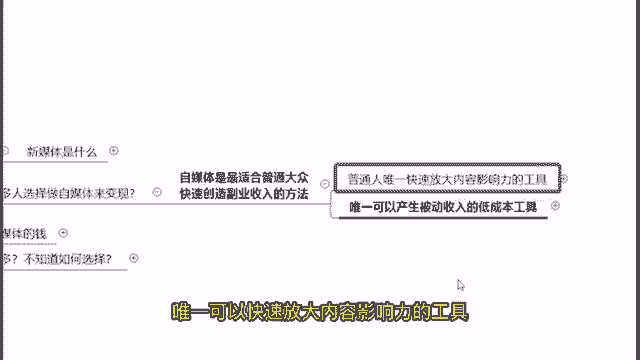 新媒体是什么
多人选择做自媒体来变现?
媒体的钱
多? 不知道如何选择?
自媒体是最适合普通大众
快速创造副业收入的方法
普通人唯一快速放大内容影响力的工具
唯一可以产生被动收入的低成本工具
唯一可以快速放大内容影响力的工具